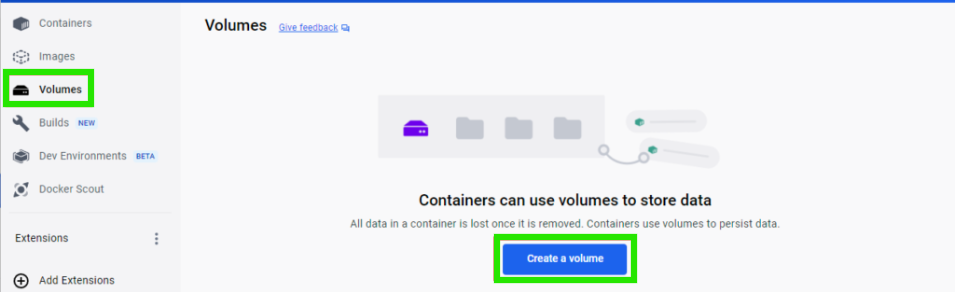 Containers
Images
Volumes
Builds NEW
Dev Environments BETA
Docker Scout
Extensions
Add Extensions
Volumes Give feedback
Containers can use volumes to store data
All data in a container is lost once it is removed. Containers use volumes to persist data.
Create a volume